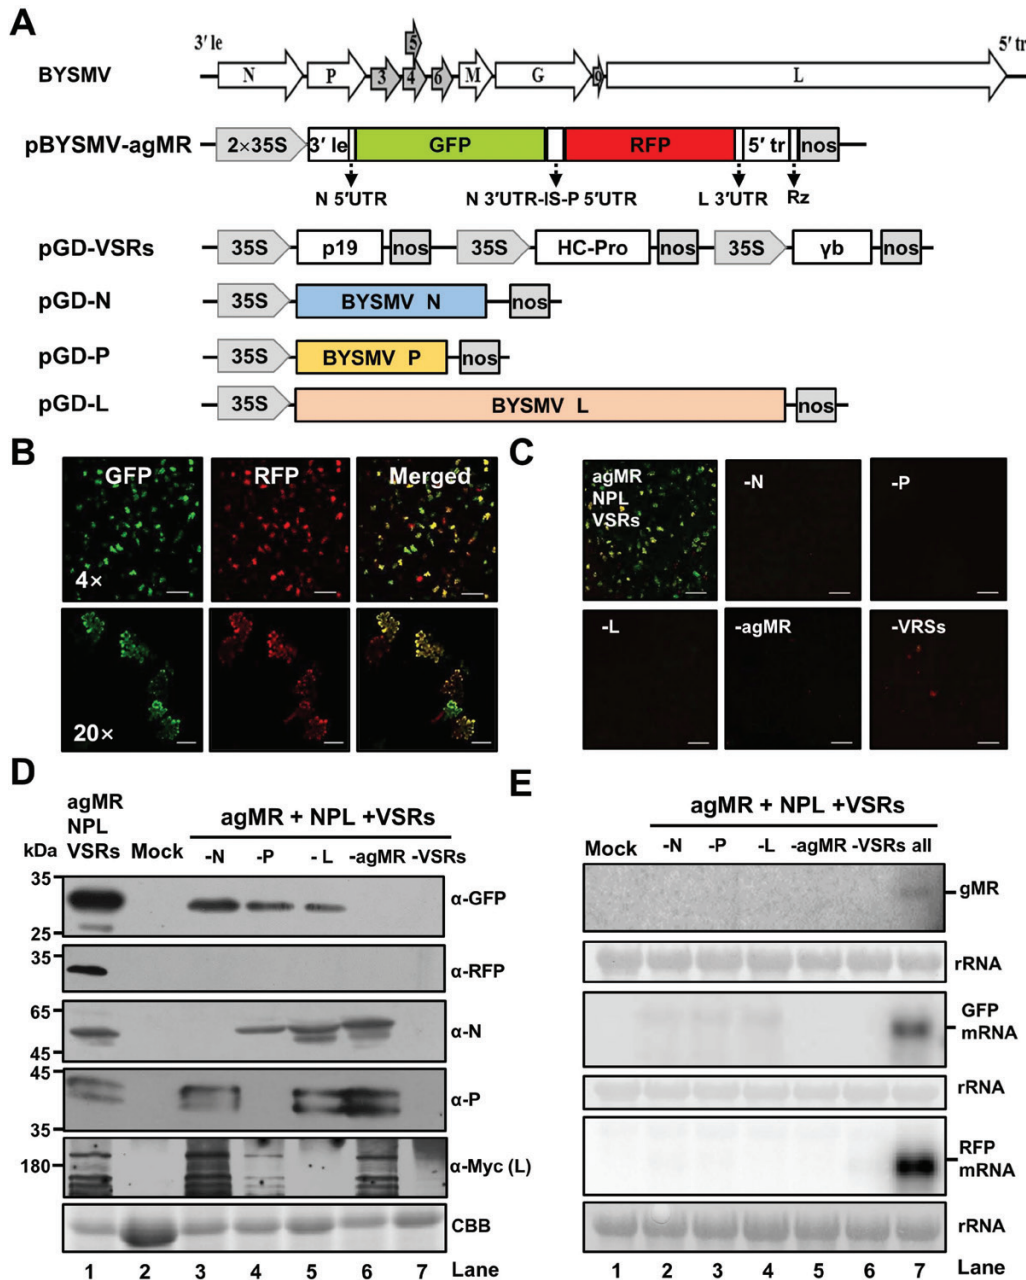 A
3′ le
5
5′ tr
BYSMV
N
P
3
4
6
M
G
9
L
pBYSMV-agMR
2×35S
3′ le
GFP
RFP
5′ tr
nos
N 5′UTR
N 3′UTR-IS-P 5′UTR
L 3′UTR
Rz
pGD-VSRs
35S
p19
nos
35S
HC-Pro
nos
35S
γb
nos
pGD-N
35S
BYSMV N
nos
pGD-P
35S
BYSMV P
nos
pGD-L
35S
BYSMV L
nos
B
GFP
RFP
Merged
4×
20×
C
agMR
NPL
VSRs
-N
-P
-L
-agMR
-VRSs
D
agMR
NPL
VSRs
kDa
Mock
agMR + NPL +VSRs
-N
-P
- L
-agMR
-VSRs
35
25
α-GFP
35
α-RFP
65
45
α-N
45
35
α-P
180
α-Myc (L)
CBB
1 2 3 4 5 6 7 Lane
E
agMR + NPL +VSRs
Mock
-N
-P
-L
-agMR
-VSRs
all
gMR
rRNA
GFP
mRNA
rRNA
RFP
mRNA
rRNA
1 2 3 4 5 6 7 Lane